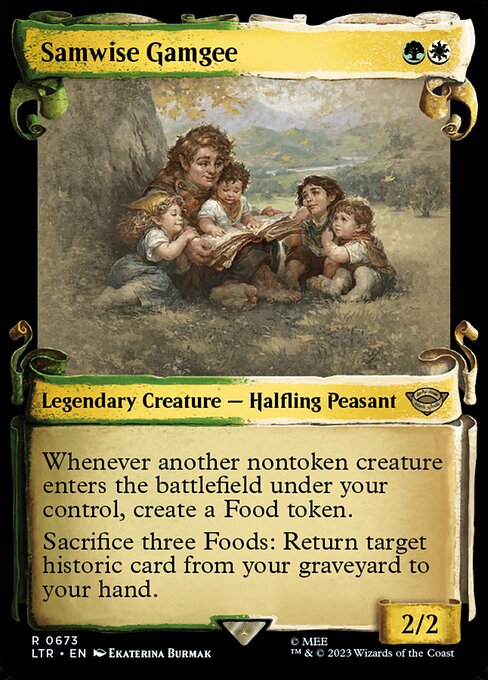 Samwise Gamgee
Legendary Creature — Halfling Peasant
Whenever another nontoken creature
enters the battlefield under your
control, create a Food token.
Sacrifice three Foods: Return target
historic card from your graveyard to
your hand.
2/2
R 0673
LTR • EN Ekaterina Burmak
© MEE
™ & © 2023 Wizards of the Coast